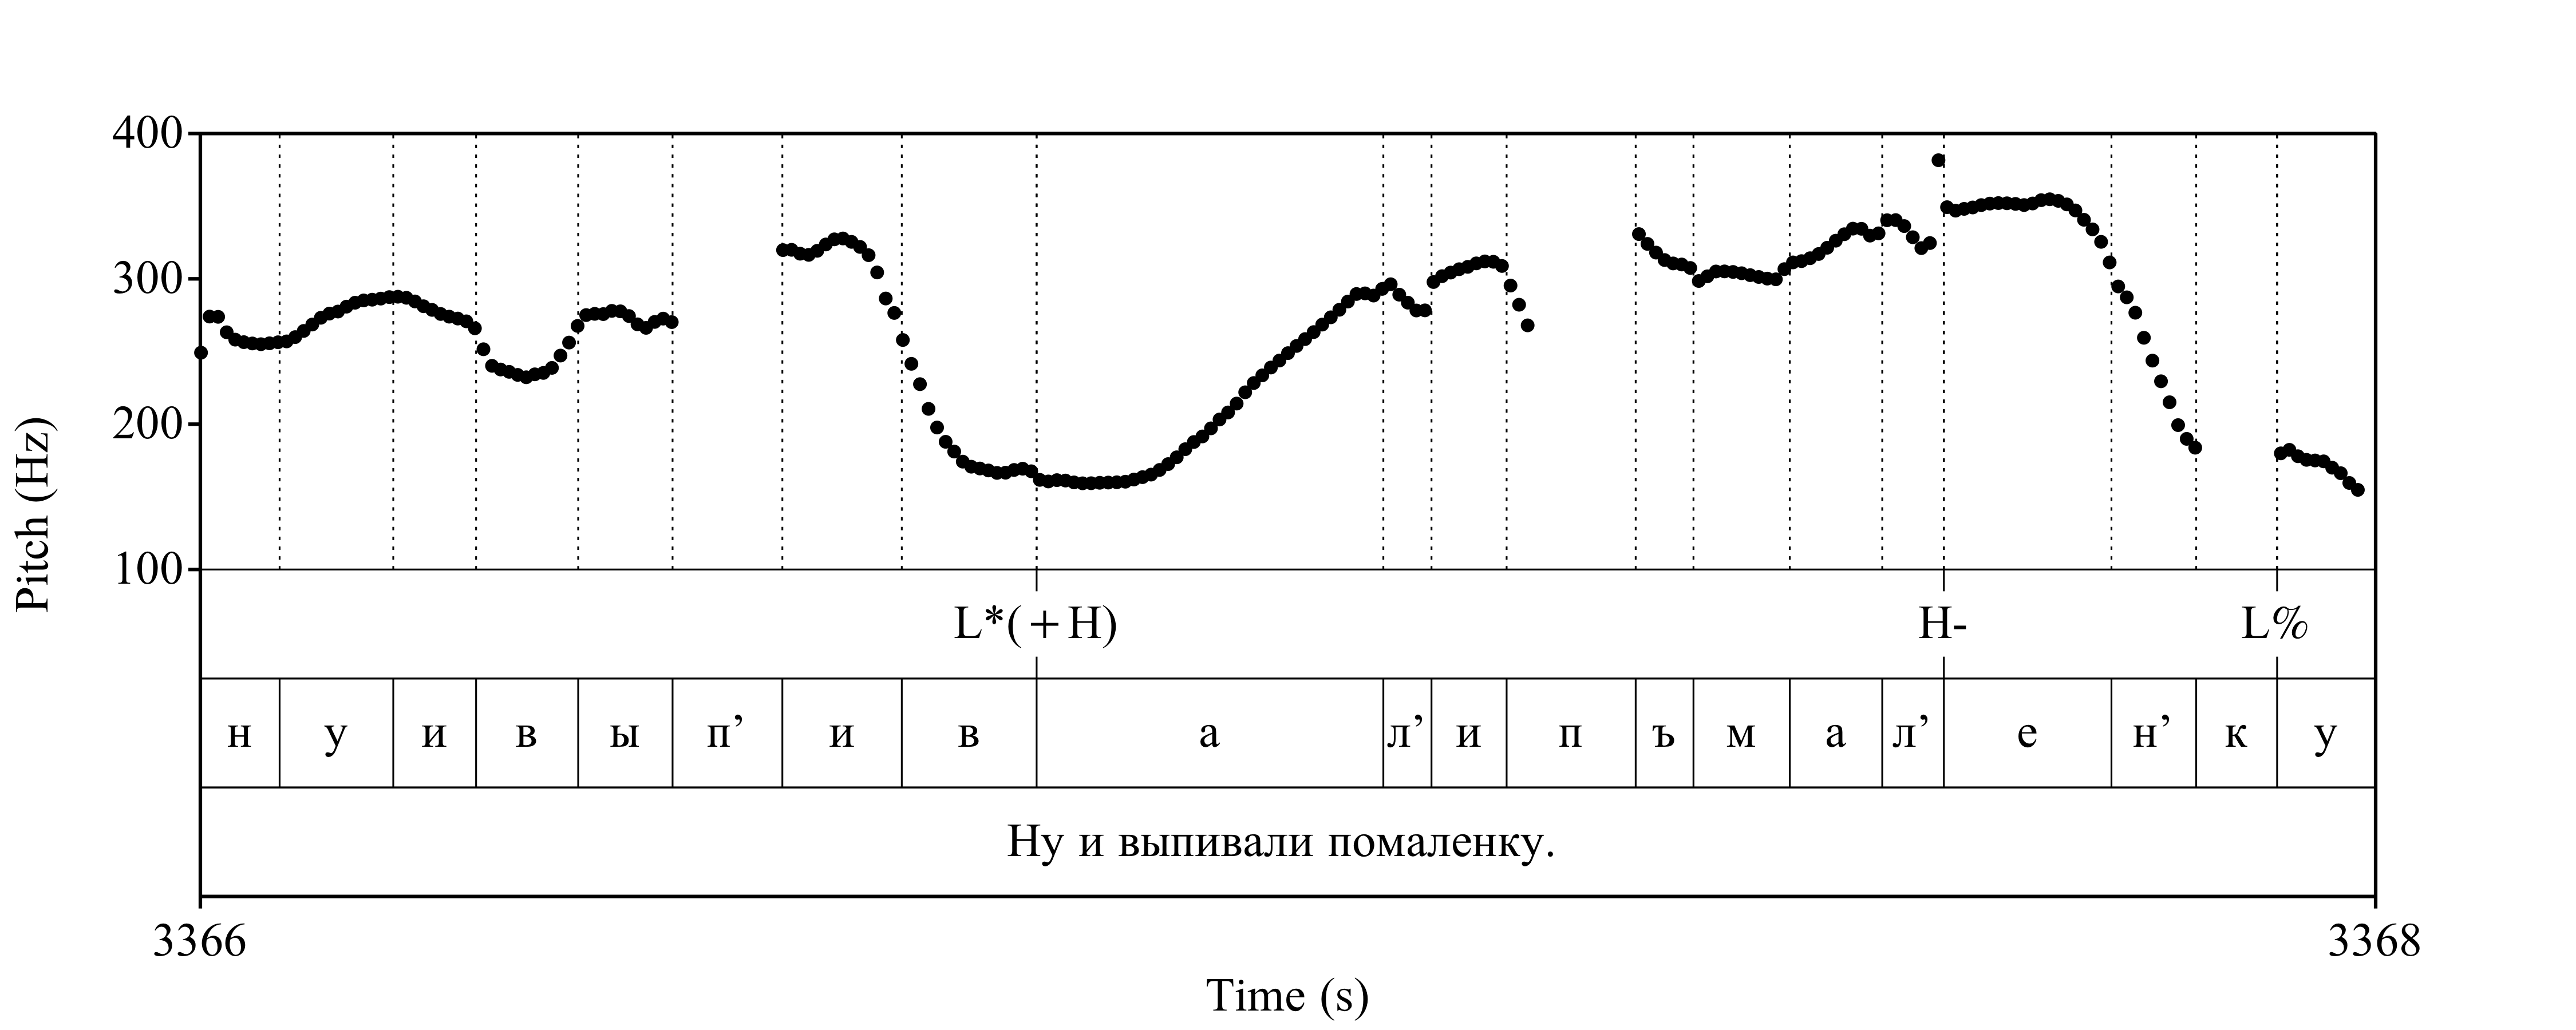 400
300
200
100
Pitch (Hz)
L*(+H) H- L%
н у и в ы п’ и в а л’ и п ъ м а л’ е н’ к у
Ну и выпивали помаленку.
3366 3368
Time (s)